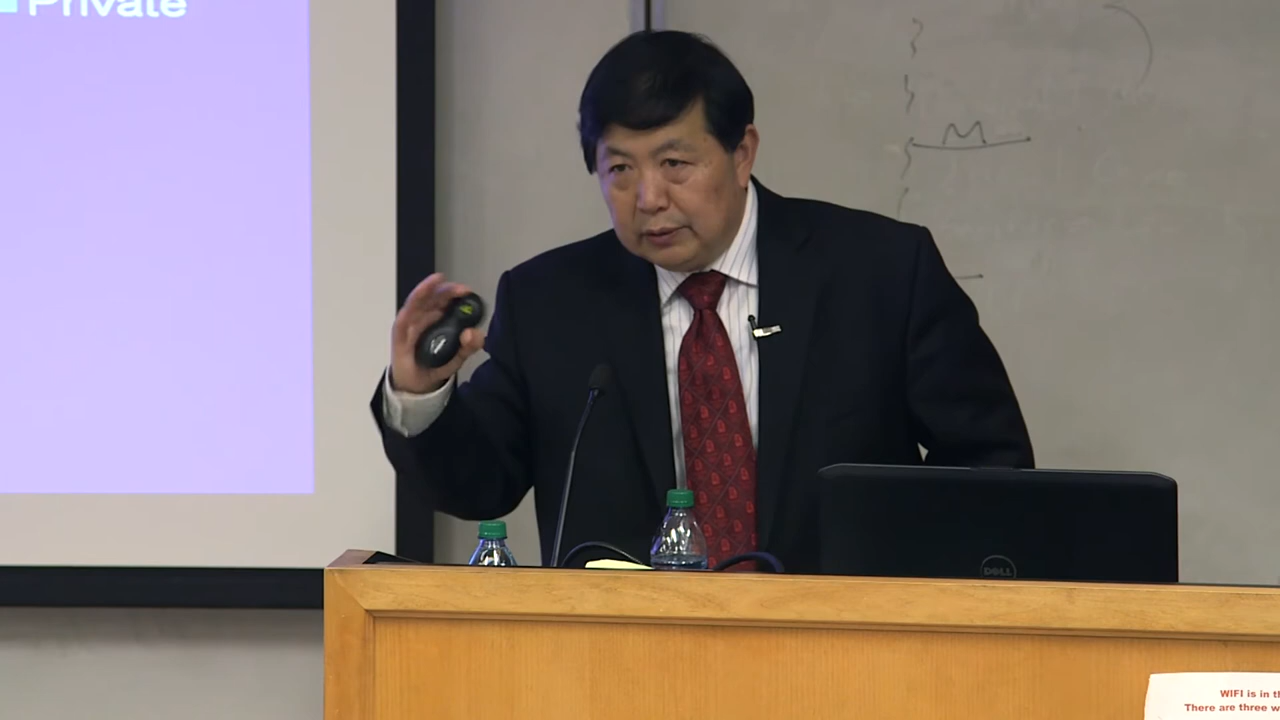 Private
M
DELL
WIFI is in th
There are three w